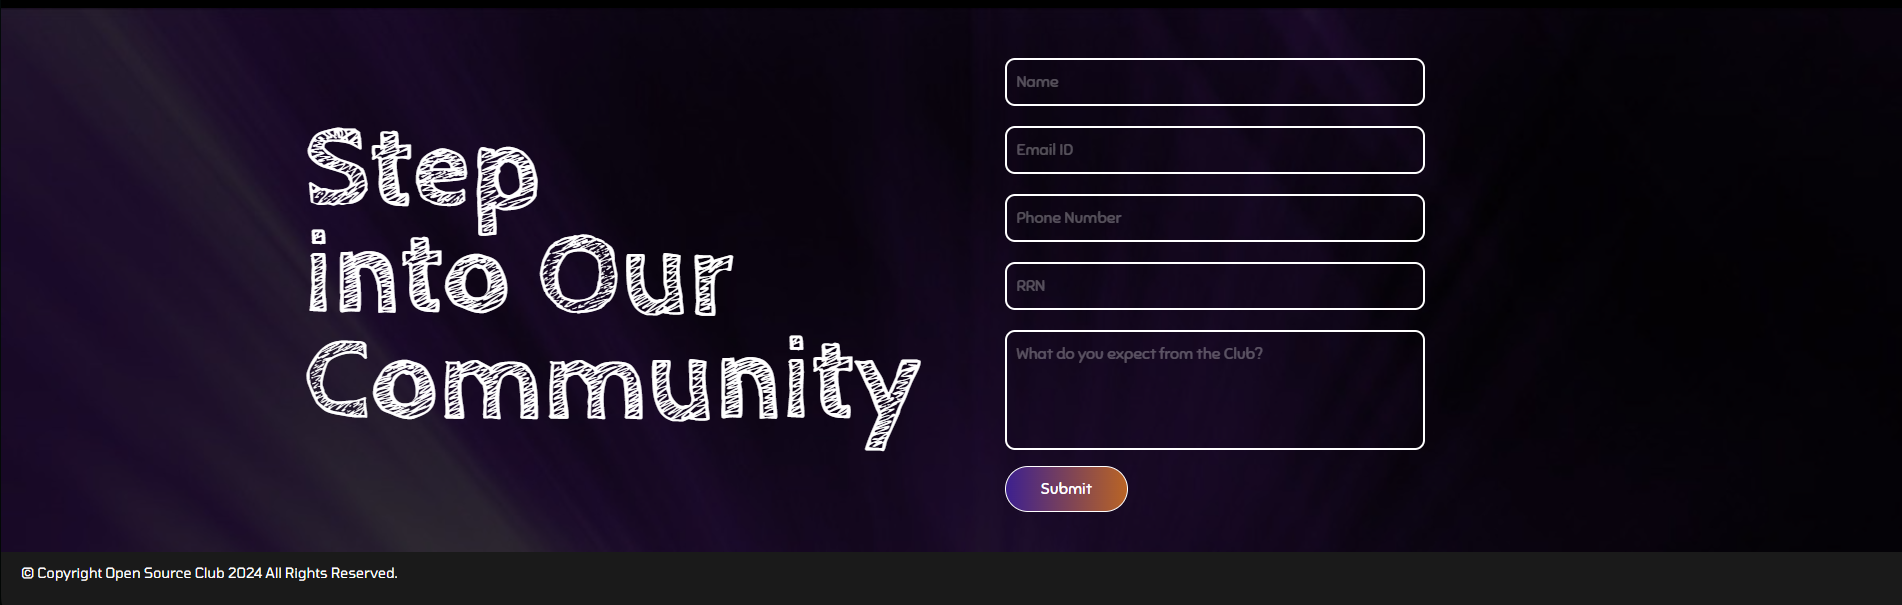 Step
into Our
Community
Name
Email ID
Phone Number
RRN
What do you expect from the Club?
Submit
© Copyright Open Source Club 2024 All Rights Reserved.